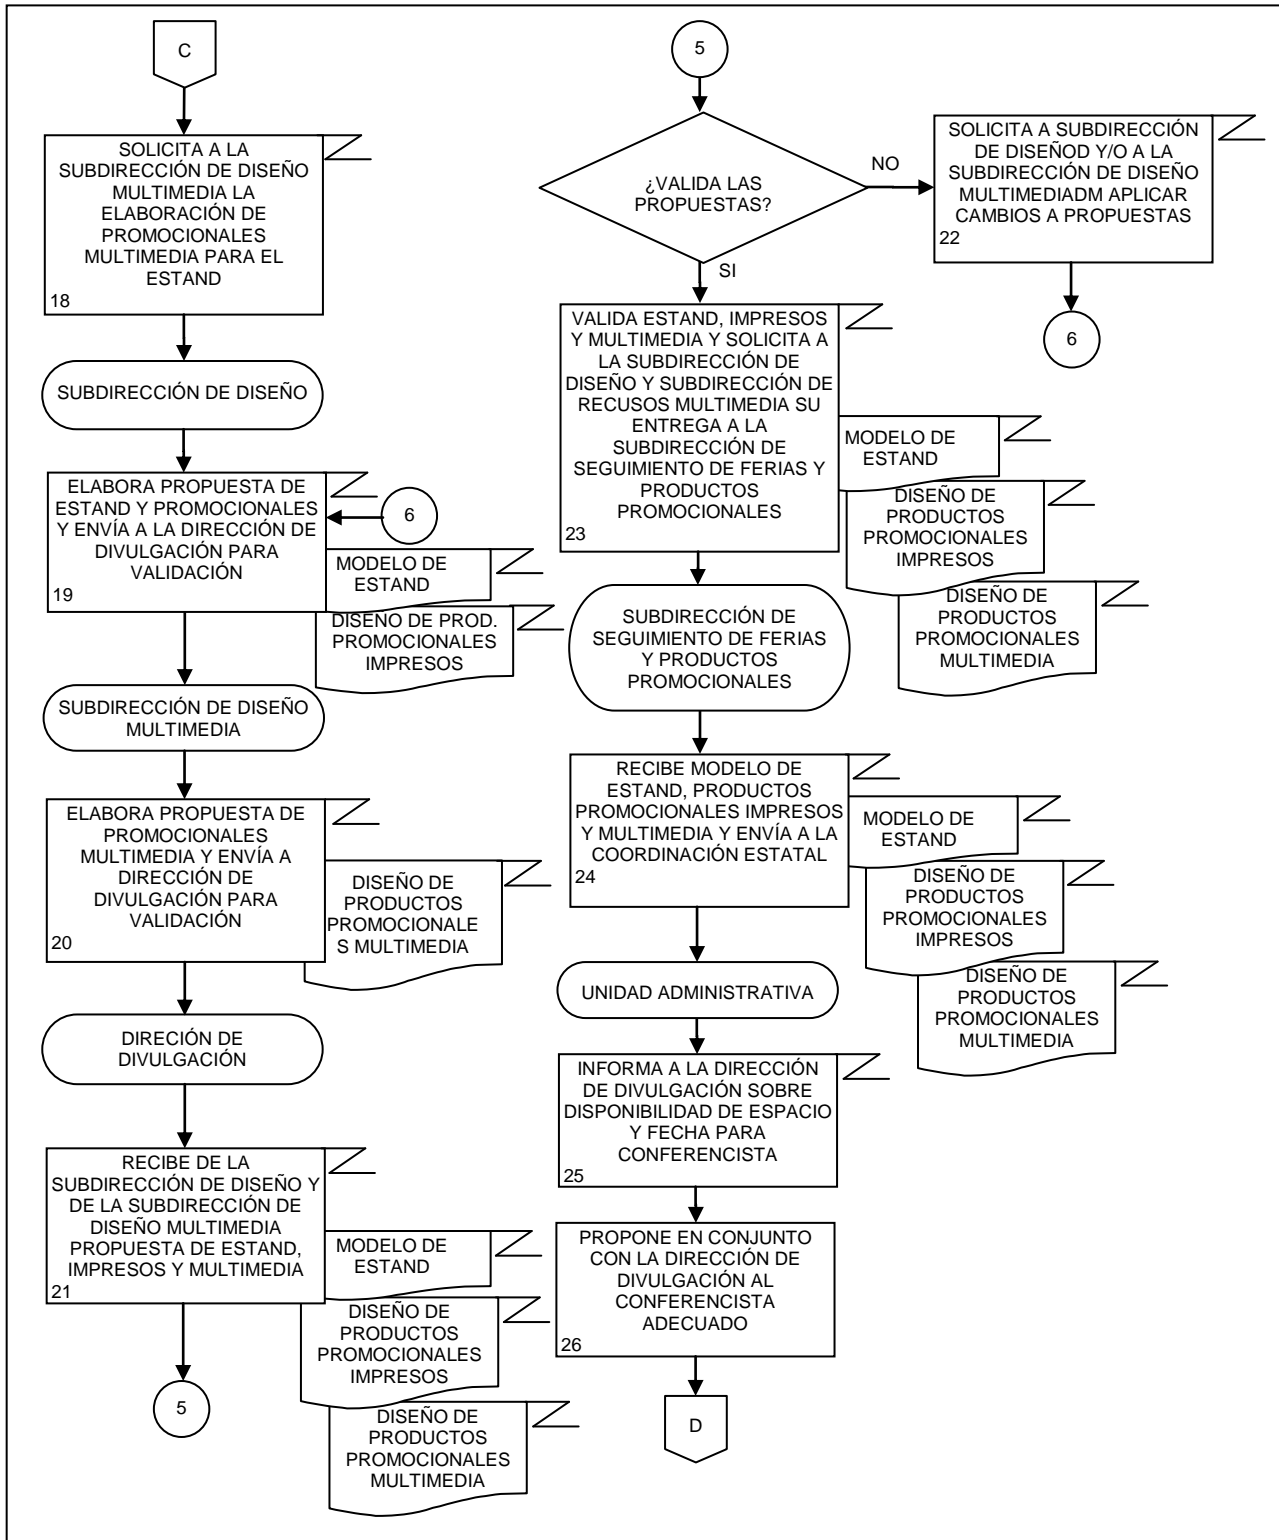 C
SOLICITA A LA
SUBDIRECCIÓN DE DISEÑO
MULTIMEDIA LA
ELABORACIÓN DE
PROMOCIONALES
MULTIMEDIA PARA EL
ESTAND
18
SUBDIRECCIÓN DE DISEÑO
ELABORA PROPUESTA DE
ESTAND Y PROMOCIONALES
Y ENVÍA A LA DIRECCIÓN DE
DIVULGACIÓN PARA
VALIDACIÓN
19
6
MODELO DE
ESTAND
DISEÑO DE PROD.
PROMOCIONALES
IMPRESOS
SUBDIRECCIÓN DE DISEÑO
MULTIMEDIA
ELABORA PROPUESTA DE
PROMOCIONALES
MULTIMEDIA Y ENVÍA A
DIRECCIÓN DE
DIVULGACIÓN PARA
VALIDACIÓN
20
DISEÑO DE
PRODUCTOS
PROMOCIONALE
S MULTIMEDIA
DIRECIÓN DE
DIVULGACIÓN
RECIBE DE LA
SUBDIRECCIÓN DE DISEÑO Y
DE LA SUBDIRECCIÓN DE
DISEÑO MULTIMEDIA
PROPUESTA DE ESTAND,
IMPRESOS Y MULTIMEDIA
21
MODELO DE
ESTAND
DISEÑO DE
PRODUCTOS
PROMOCIONALES
IMPRESOS
DISEÑO DE
PRODUCTOS
PROMOCIONALES
MULTIMEDIA
5
5
¿VALIDA LAS
PROPUESTAS?
NO
SOLICITA A SUBDIRECCIÓN
DE DISEÑOD Y/O A LA
SUBDIRECCIÓN DE DISEÑO
MULTIMEDIADM APLICAR
CAMBIOS A PROPUESTAS
22
6
SI
VALIDA ESTAND, IMPRESOS
Y MULTIMEDIA Y SOLICITA A
LA SUBDIRECCIÓN DE
DISEÑO Y SUBDIRECCIÓN DE
RECUSOS MULTIMEDIA SU
ENTREGA A LA
SUBDIRECCIÓN DE
SEGUIMIENTO DE FERIAS Y
PRODUCTOS
PROMOCIONALES
23
MODELO DE
ESTAND
DISEÑO DE
PRODUCTOS
PROMOCIONALES
IMPRESOS
DISEÑO DE
PRODUCTOS
PROMOCIONALES
MULTIMEDIA
SUBDIRECCIÓN DE
SEGUIMIENTO DE FERIAS
Y PRODUCTOS
PROMOCIONALES
RECIBE MODELO DE
ESTAND, PRODUCTOS
PROMOCIONALES IMPRESOS
Y MULTIMEDIA Y ENVÍA A LA
COORDINACIÓN ESTATAL
24
MODELO DE
ESTAND
DISEÑO DE
PRODUCTOS
PROMOCIONALES
IMPRESOS
DISEÑO DE
PRODUCTOS
PROMOCIONALES
MULTIMEDIA
UNIDAD ADMINISTRATIVA
INFORMA A LA DIRECCIÓN
DE DIVULGACIÓN SOBRE
DISPONIBILIDAD DE ESPACIO
Y FECHA PARA
CONFERENCISTA
25
PROPONE EN CONJUNTO
CON LA DIRECCIÓN DE
DIVULGACIÓN AL
CONFERENCISTA
ADECUADO
26
D